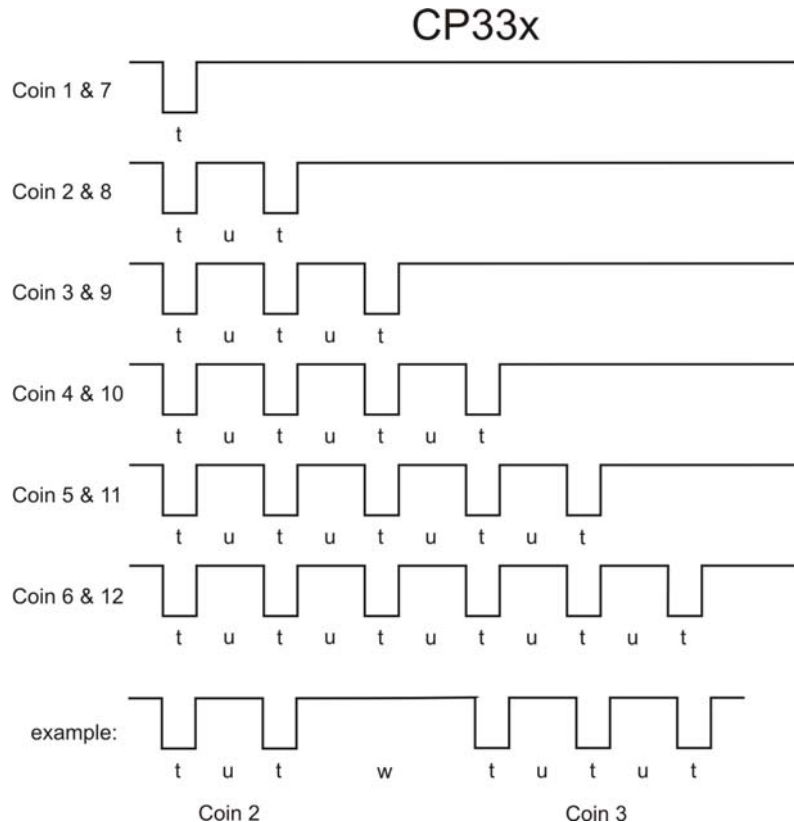 CP33x
Coin 1 & 7
t
Coin 2 & 8
t u t
Coin 3 & 9
t u t u t
Coin 4 & 10
t u t u t u t
Coin 5 & 11
t u t u t u t u t
Coin 6 & 12
t u t u t u t u t u t
example:
t u t w t u t u t
Coin 2 Coin 3